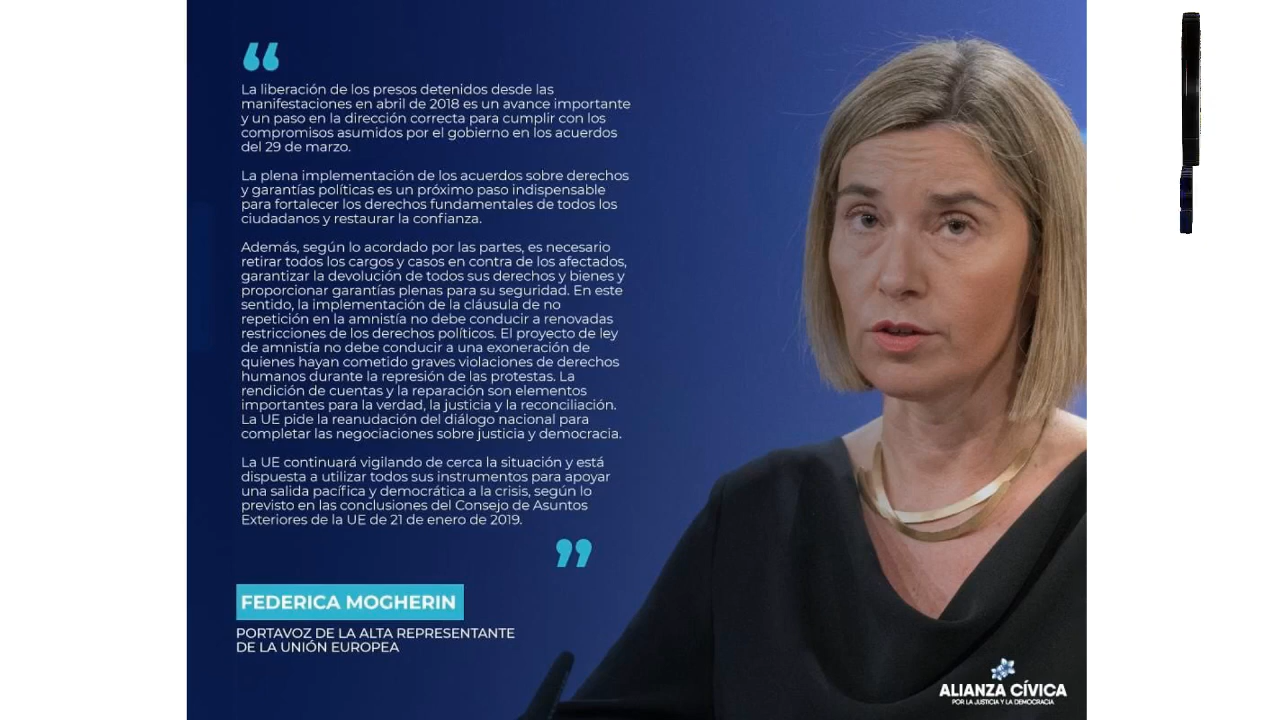 “
La liberación de los presos detenidos desde las
manifestaciones en abril de 2018 es un avance importante
y un paso en la dirección correcta para cumplir con los
compromisos asumidos por el gobierno en los acuerdos
del 29 de marzo.
La plena implementación de los acuerdos sobre derechos
y garantías políticas es un próximo paso indispensable
para fortalecer los derechos fundamentales de todos los
ciudadanos y restaurar la confianza.
Además, según lo acordado por las partes, es necesario
retirar todos los cargos y casos en contra de los afectados,
garantizar la devolución de todos sus derechos y bienes y
proporcionar garantías plenas para su seguridad. En este
sentido, la implementación de la cláusula de no
repetición en la amnistía no debe conducir a renovadas
restricciones de los derechos políticos. El proyecto de ley
de amnistía no debe conducir a una exoneración de
quienes hayan cometido graves violaciones de derechos
humanos durante la represión de las protestas. La
rendición de cuentas y la reparación son elementos
importantes para la verdad, la justicia y la reconciliación.
La UE pide la reanudación del diálogo nacional para
completar las negociaciones sobre justicia y democracia.
La UE continuará vigilando de cerca la situación y está
dispuesta a utilizar todos sus instrumentos para apoyar
una salida pacífica y democrática a la crisis, según lo
previsto en las conclusiones del Consejo de Asuntos
Exteriores de la UE de 21 de enero de 2019.
”
FEDERICA MOGHERIN
PORTAVOZ DE LA ALTA REPRESENTANTE
DE LA UNIÓN EUROPEA
ALIANZA CÍVICA
POR LA JUSTICIA Y LA DEMOCRACIA